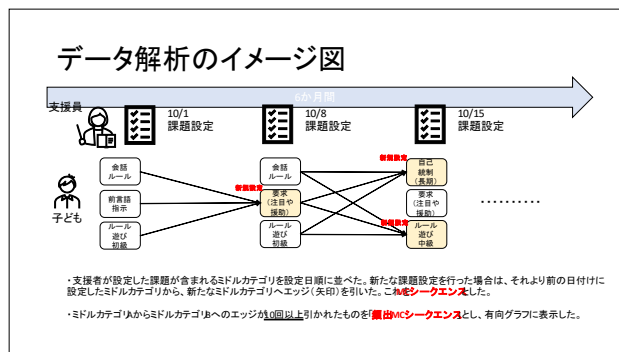 データ解析のイメージ図
6か月間
支援員
10/1
課題設定
10/8
課題設定
10/15
課題設定
会話
ルール
前言語
指示
ルール
遊び
初級
子ども
会話
ルール
新規設定
要求
(注目や
援助)
ルール
遊び
初級
新規設定
自己
統制
(長期)
要求
(注目や
援助)
新規設定
ルール
遊び
中級
‥‥‥‥‥
・支援者が設定した課題が含まれるミドルカテゴリを設定日順に並べた。新たな課題設定を行った場合は、それより前の日付けに
設定したミドルカテゴリから、新たなミドルカテゴリへエッジ(矢印)を引いた。これをMCシークエンスとした。
・ミドルカテゴリAからミドルカテゴリBへのエッジが10回以上引かれたものを「頻出MCシークエンス」とし、有向グラフに表示した。